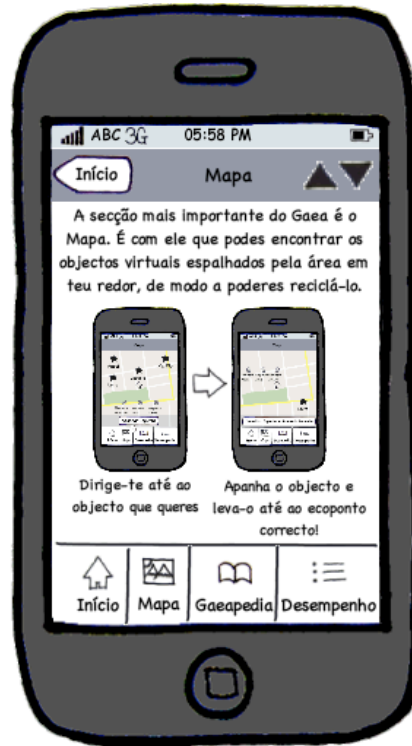 ABC 3G 05:58 PM
Início Mapa
A secção mais importante do Gaea é o
Mapa. É com ele que podes encontrar os
objectos virtuais espalhados pela área em
teu redor, de modo a poderes reciclá-lo.
Mapa Mapa
Dirige-te até ao
objecto que queres
Apanha o objecto e
leva-o até ao ecoponto
correcto!
Início Mapa Gaeapedia Desempenho